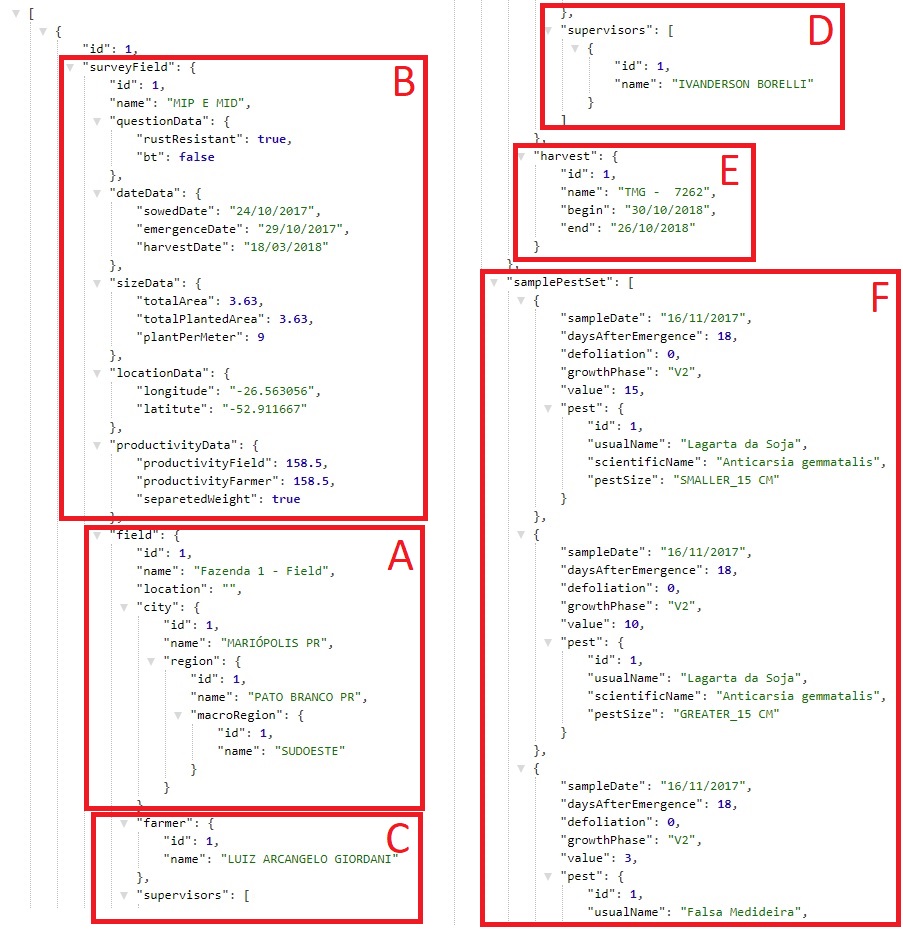 [
{
"id": 1,
"surveyField": {
B
"id": 1,
"name": "MIP E MID",
"questionData": {
"rustResistant": true,
"bt": false
},
"dateData": {
"sowedDate": "24/10/2017",
"emergenceDate": "29/10/2017",
"harvestDate": "18/03/2018"
},
"sizeData": {
"totalArea": 3.63,
"totalPlantedArea": 3.63,
"plantPerMeter": 9
},
"locationData": {
"longitude": "-26.563056",
"latitute": "-52.911667"
},
"productivityData": {
"productivityField": 158.5,
"productivityFarmer": 158.5,
"separetedWeight": true
},
"field": {
A
"id": 1,
"name": "Fazenda 1 - Field",
"location": "",
"city": {
"id": 1,
"name": "MARIÓPOLIS PR",
"region": {
"id": 1,
"name": "PATO BRANCO PR",
"macroRegion": {
"id": 1,
"name": "SUDOESTE"
}
}
}
"farmer": {
C
"id": 1,
"name": "LUIZ ARCANGELO GIORDANI"
},
"supervisors": [
},
D
"supervisors": [
{
"id": 1,
"name": "IVANDERSON BORELLI"
}
]
},
"harvest": {
E
"id": 1,
"name": "TMG -  7262",
"begin": "30/10/2018",
"end": "26/10/2018"
}
},
"samplePestSet": [
F
{
"sampleDate": "16/11/2017",
"daysAfterEmergence": 18,
"defoliation": 0,
"growthPhase": "V2",
"value": 15,
"pest": {
"id": 1,
"usualName": "Lagarta da Soja",
"scientificName": "Anticarsia gemmatalis",
"pestSize": "SMALLER_15 CM"
}
},
{
"sampleDate": "16/11/2017",
"daysAfterEmergence": 18,
"defoliation": 0,
"growthPhase": "V2",
"value": 10,
"pest": {
"id": 1,
"usualName": "Lagarta da Soja",
"scientificName": "Anticarsia gemmatalis",
"pestSize": "GREATER_15 CM"
}
},
{
"sampleDate": "16/11/2017",
"daysAfterEmergence": 18,
"defoliation": 0,
"growthPhase": "V2",
"value": 3,
"pest": {
"id": 1,
"usualName": "Falsa Medideira",